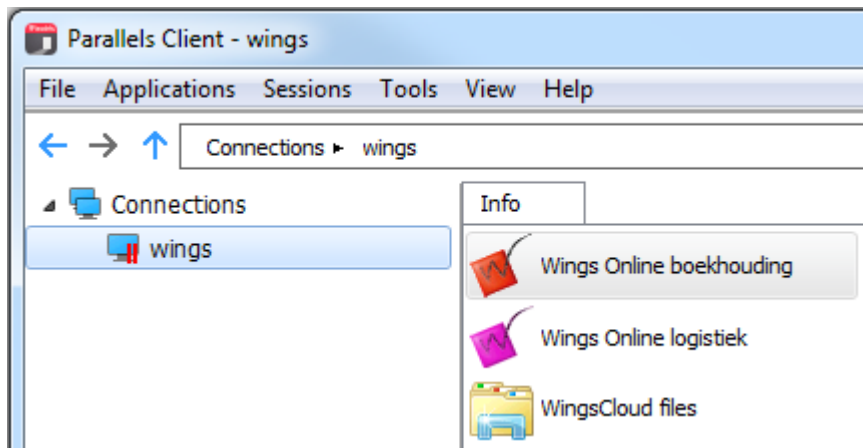 Parallels Client - wings
File Applications Sessions Tools View Help
Connections wings
Connections
wings
Info
Wings Online boekhouding
Wings Online logistiek
WingsCloud files